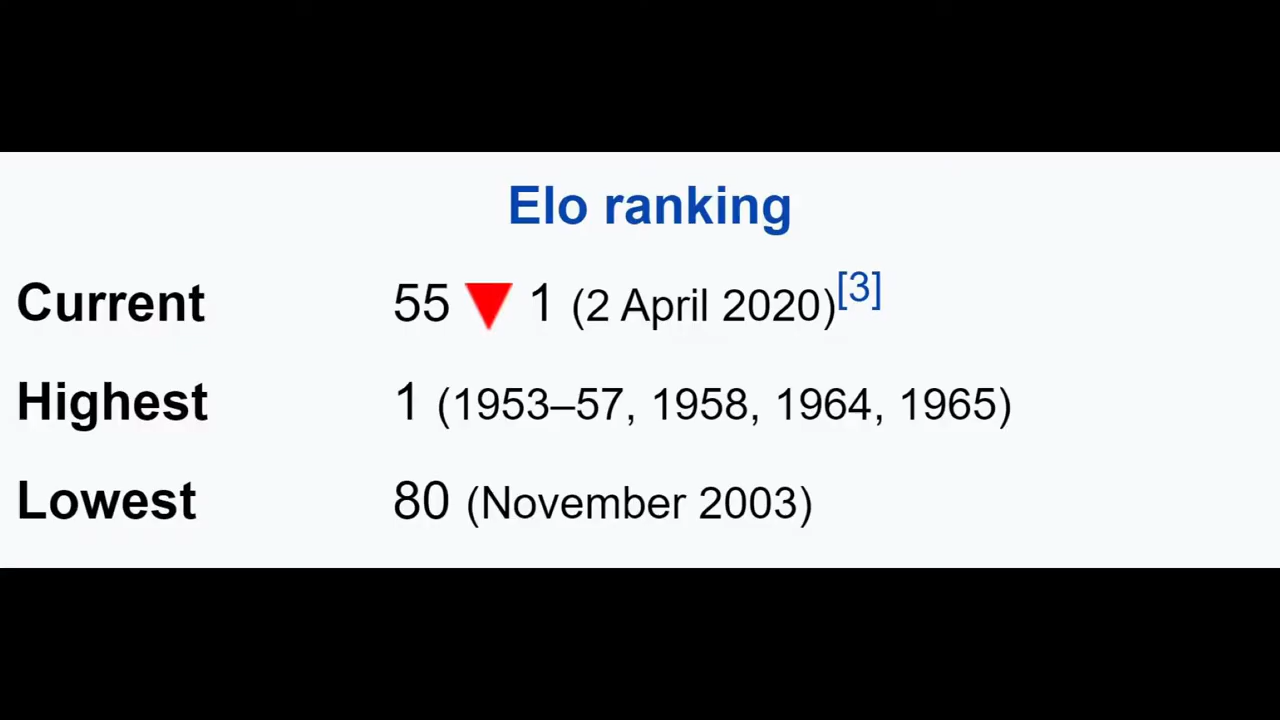 Elo ranking
Current 55 ▼ 1 (2 April 2020)[3]
Highest 1 (1953–57, 1958, 1964, 1965)
Lowest 80 (November 2003)